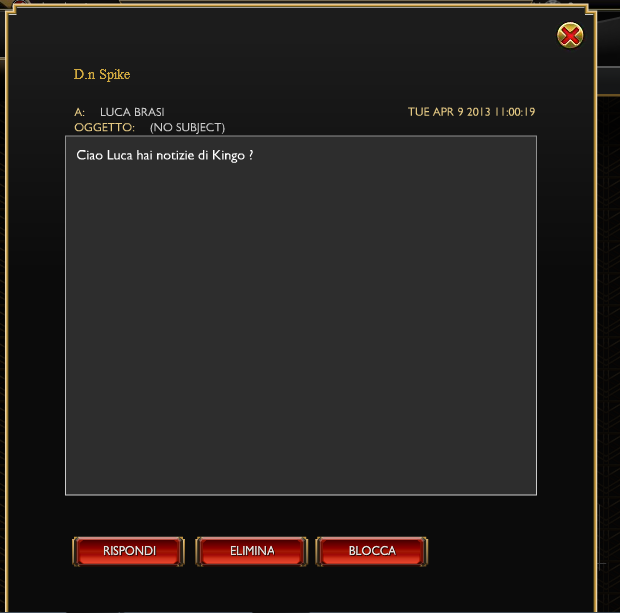 D.n Spike
A: LUCA BRASI TUE APR 9 2013 11:00:19
OGGETTO: (NO SUBJECT)
Ciao Luca hai notizie di Kingo ?
RISPONDI ELIMINA BLOCCA